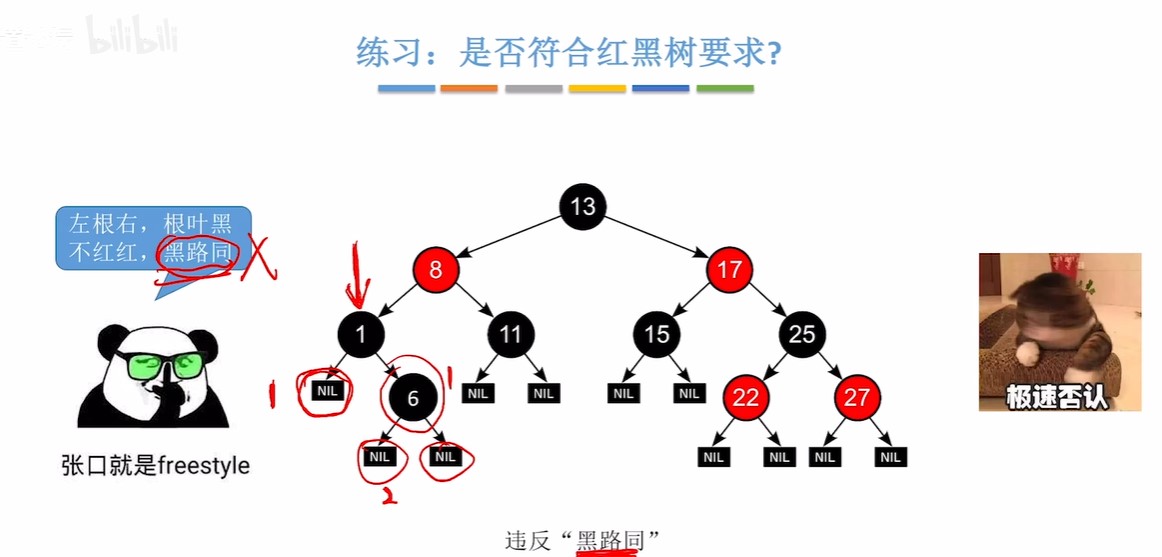 bilibili
练习：是否符合红黑树要求？
左根右，根叶黑
不红红，黑路同
X
13
8
17
1
11
15
25
NIL
6
NIL
NIL
NIL
NIL
22
27
1
1
NIL
NIL
NIL
NIL
NIL
NIL
2
极速否认
张口就是freestyle
违反“黑路同”